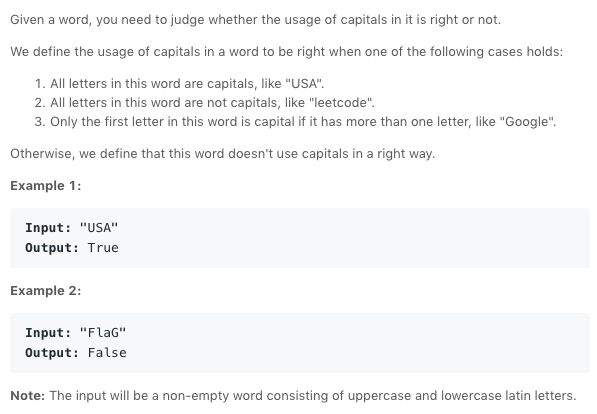 Given a word, you need to judge whether the usage of capitals in it is right or not.
We define the usage of capitals in a word to be right when one of the following cases holds:
1. All letters in this word are capitals, like "USA".
2. All letters in this word are not capitals, like "leetcode".
3. Only the first letter in this word is capital if it has more than one letter, like "Google".
Otherwise, we define that this word doesn't use capitals in a right way.
Example 1:
Input: "USA"
Output: True
Example 2:
Input: "FlaG"
Output: False
Note: The input will be a non-empty word consisting of uppercase and lowercase latin letters.